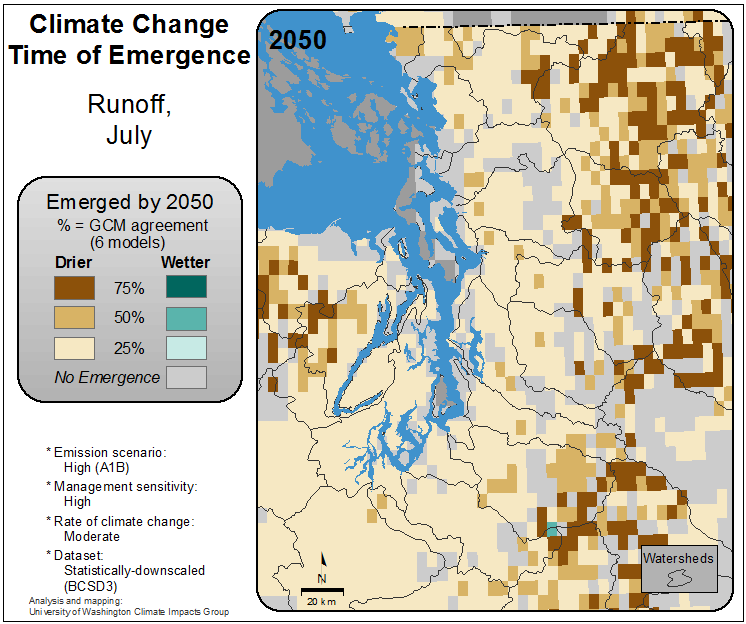 Climate Change
Time of Emergence
Runoff,
July
Emerged by 2050
% = GCM agreement
(6 models)
Drier Wetter
75%
50%
25%
No Emergence
* Emission scenario:
High (A1B)
* Management sensitivity:
High
* Rate of climate change:
Moderate
* Dataset:
Statistically-downscaled
(BCSD3)
Analysis and mapping:
University of Washington Climate Impacts Group
2050
N
20 km
Watersheds